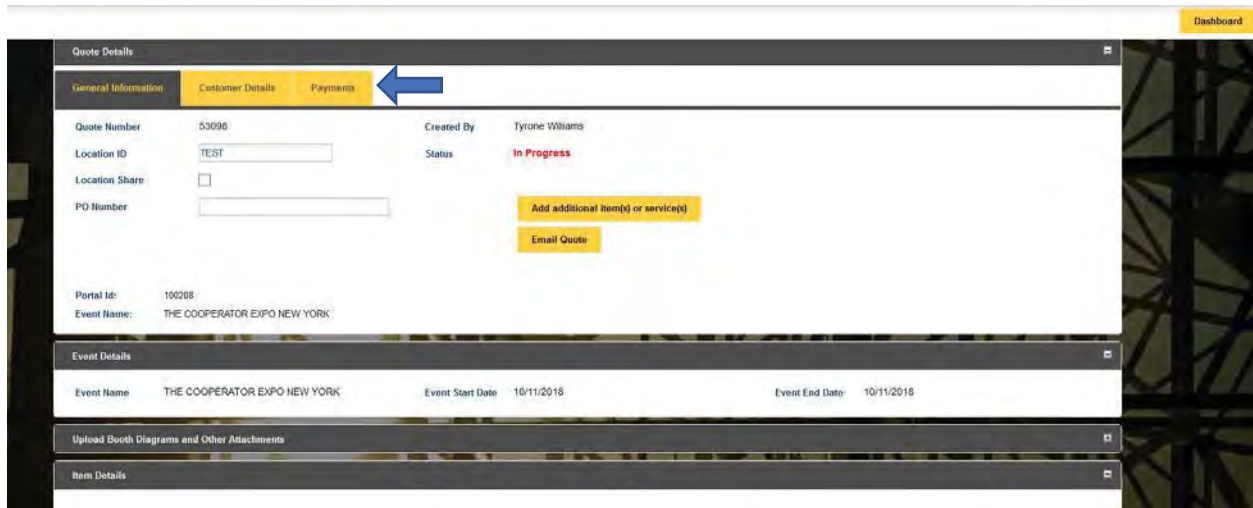 Dashboard
Quote Details
General Information Customer Details Payments
Quote Number 53096 Created By Tyrone Williams
Location ID TEST Status In Progress
Location Share
PO Number Add additional item(s) or service(s)
Email Quote
Portal Id: 100208
Event Name: THE COOPERATOR EXPO NEW YORK
Event Details
Event Name THE COOPERATOR EXPO NEW YORK Event Start Date 10/11/2018 Event End Date 10/11/2018
Upload Booth Diagrams and Other Attachments
Item Details